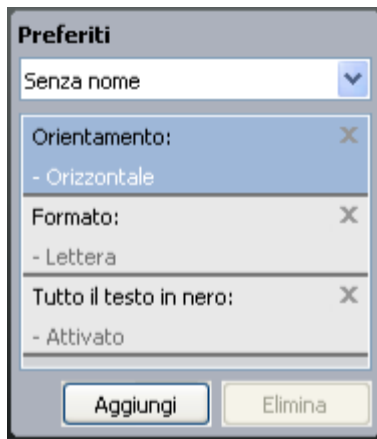 Preferiti
Senza nome
Orientamento:
- Orizzontale
Formato:
- Lettera
Tutto il testo in nero:
- Attivato
Aggiungi Elimina